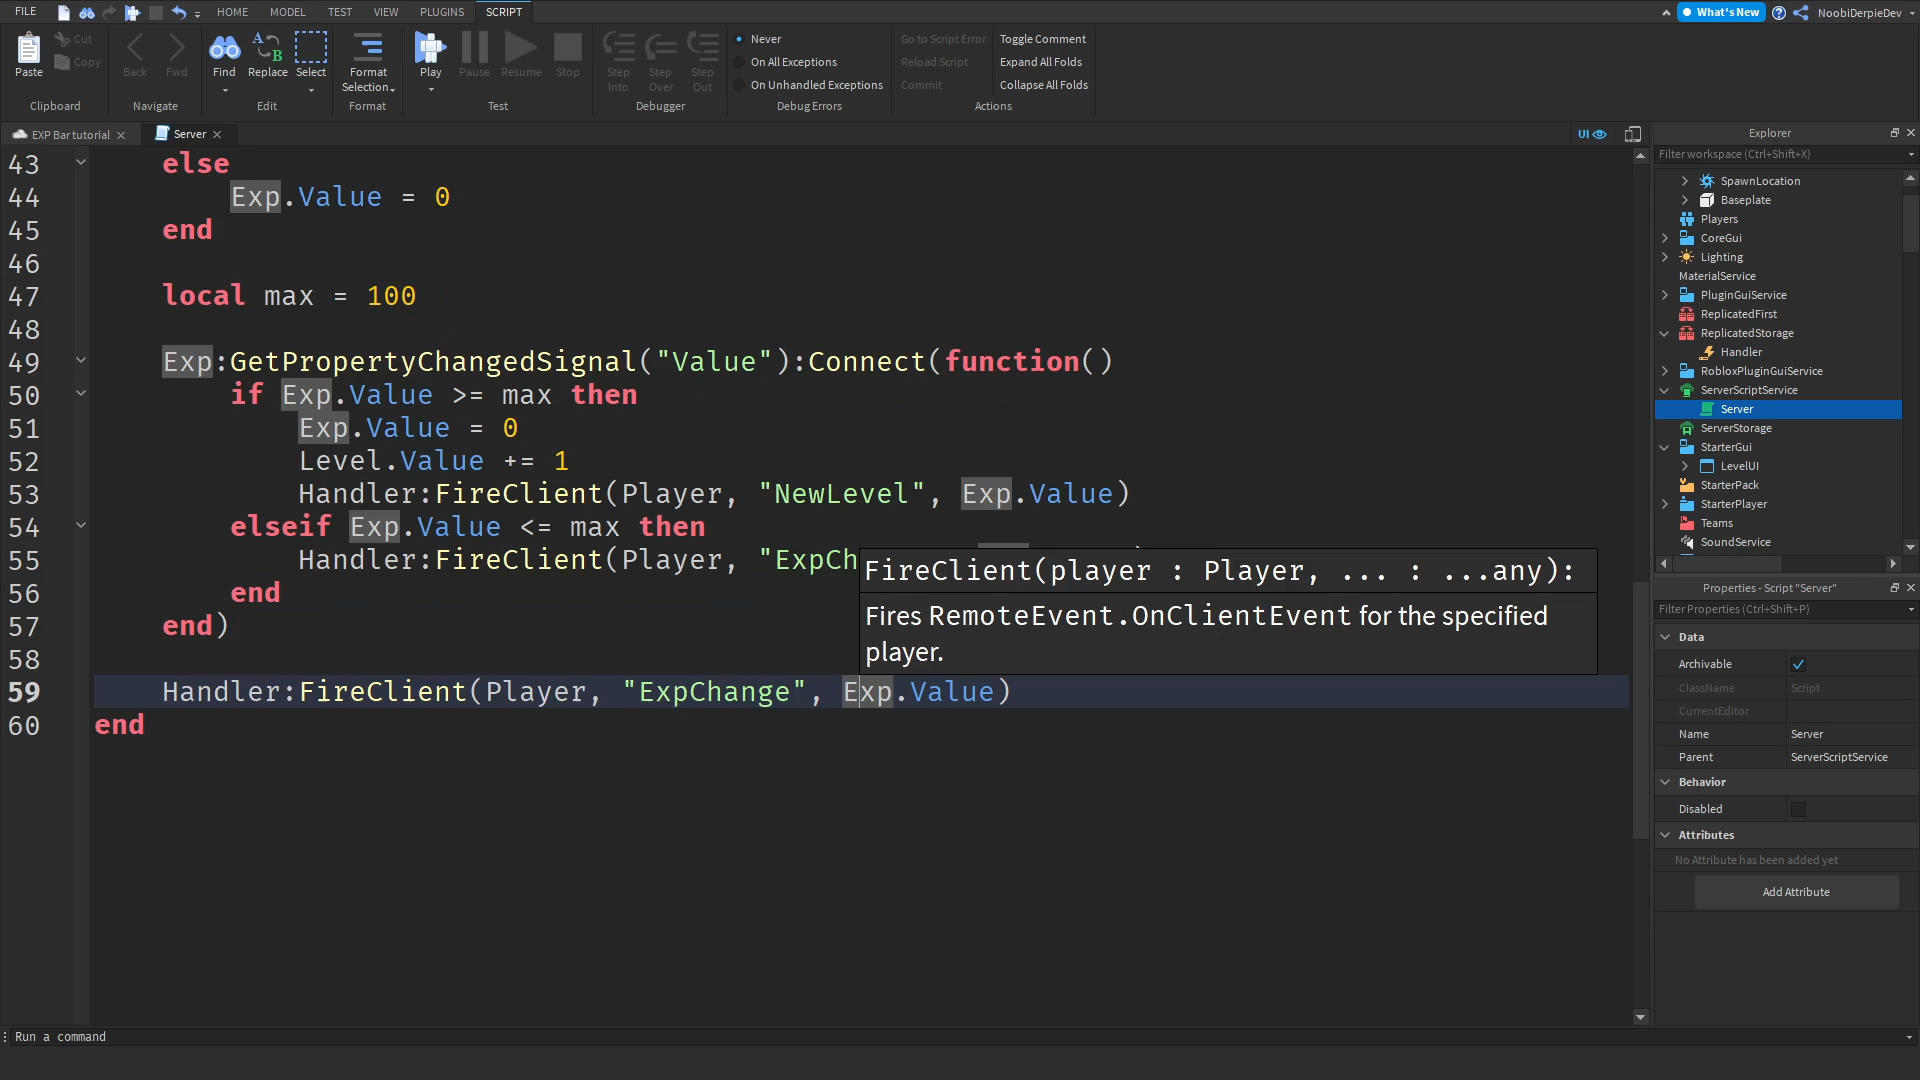 FILE HOME MODEL TEST VIEW PLUGINS SCRIPT What's New NoobiDerpieDev
Paste Cut Copy
Clipboard
Back Fwd
Navigate
Find Replace Select
Edit
Format Selection
Format
Play Pause Resume Stop
Test
Step Into Step Over Step Out
Debugger
Never
On All Exceptions
On Unhandled Exceptions
Debug Errors
Go to Script Error Toggle Comment
Reload Script Expand All Folds
Commit Collapse All Folds
Actions
EXP Bar tutorial Server UI
43 else
44 Exp.Value = 0
45 end
46
47 local max = 100
48
49 Exp:GetPropertyChangedSignal("Value"):Connect(function()
50 if Exp.Value >= max then
51 Exp.Value = 0
52 Level.Value += 1
53 Handler:FireClient(Player, "NewLevel", Exp.Value)
54 elseif Exp.Value <= max then
55 Handler:FireClient(Player, "ExpCh
56 end
57 end)
58
59 Handler:FireClient(Player, "ExpChange", Exp.Value)
60 end
FireClient(player : Player, ... : ...any):
Fires RemoteEvent.OnClientEvent for the specified
player.
Explorer
Filter workspace (Ctrl+Shift+X)
SpawnLocation
Baseplate
Players
CoreGui
Lighting
MaterialService
PluginGuiService
ReplicatedFirst
ReplicatedStorage
Handler
RobloxPluginGuiService
ServerScriptService
Server
ServerStorage
StarterGui
LevelUI
StarterPack
StarterPlayer
Teams
SoundService
Properties - Script "Server"
Filter Properties (Ctrl+Shift+P)
Data
Archivable
ClassName Script
CurrentEditor
Name Server
Parent ServerScriptService
Behavior
Disabled
Attributes
No Attribute has been added yet
Add Attribute
Run a command